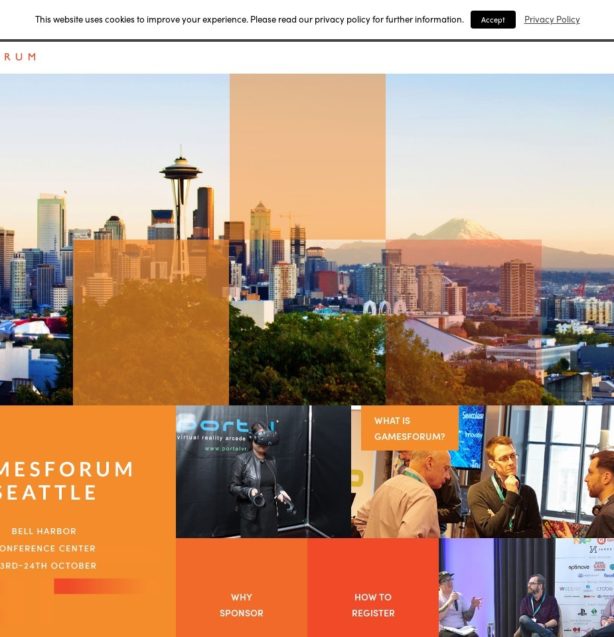 This website uses cookies to improve your experience. Please read our privacy policy for further information. Accept Privacy Policy
RUM
MESFORUM
SEATTLE
BELL HARBOR
ONFERENCE CENTER
3RD-24TH OCTOBER
portal
virtual reality arcade
www.portalvr
WHAT IS
GAMESFORUM?
WHY
SPONSOR
HOW TO
REGISTER